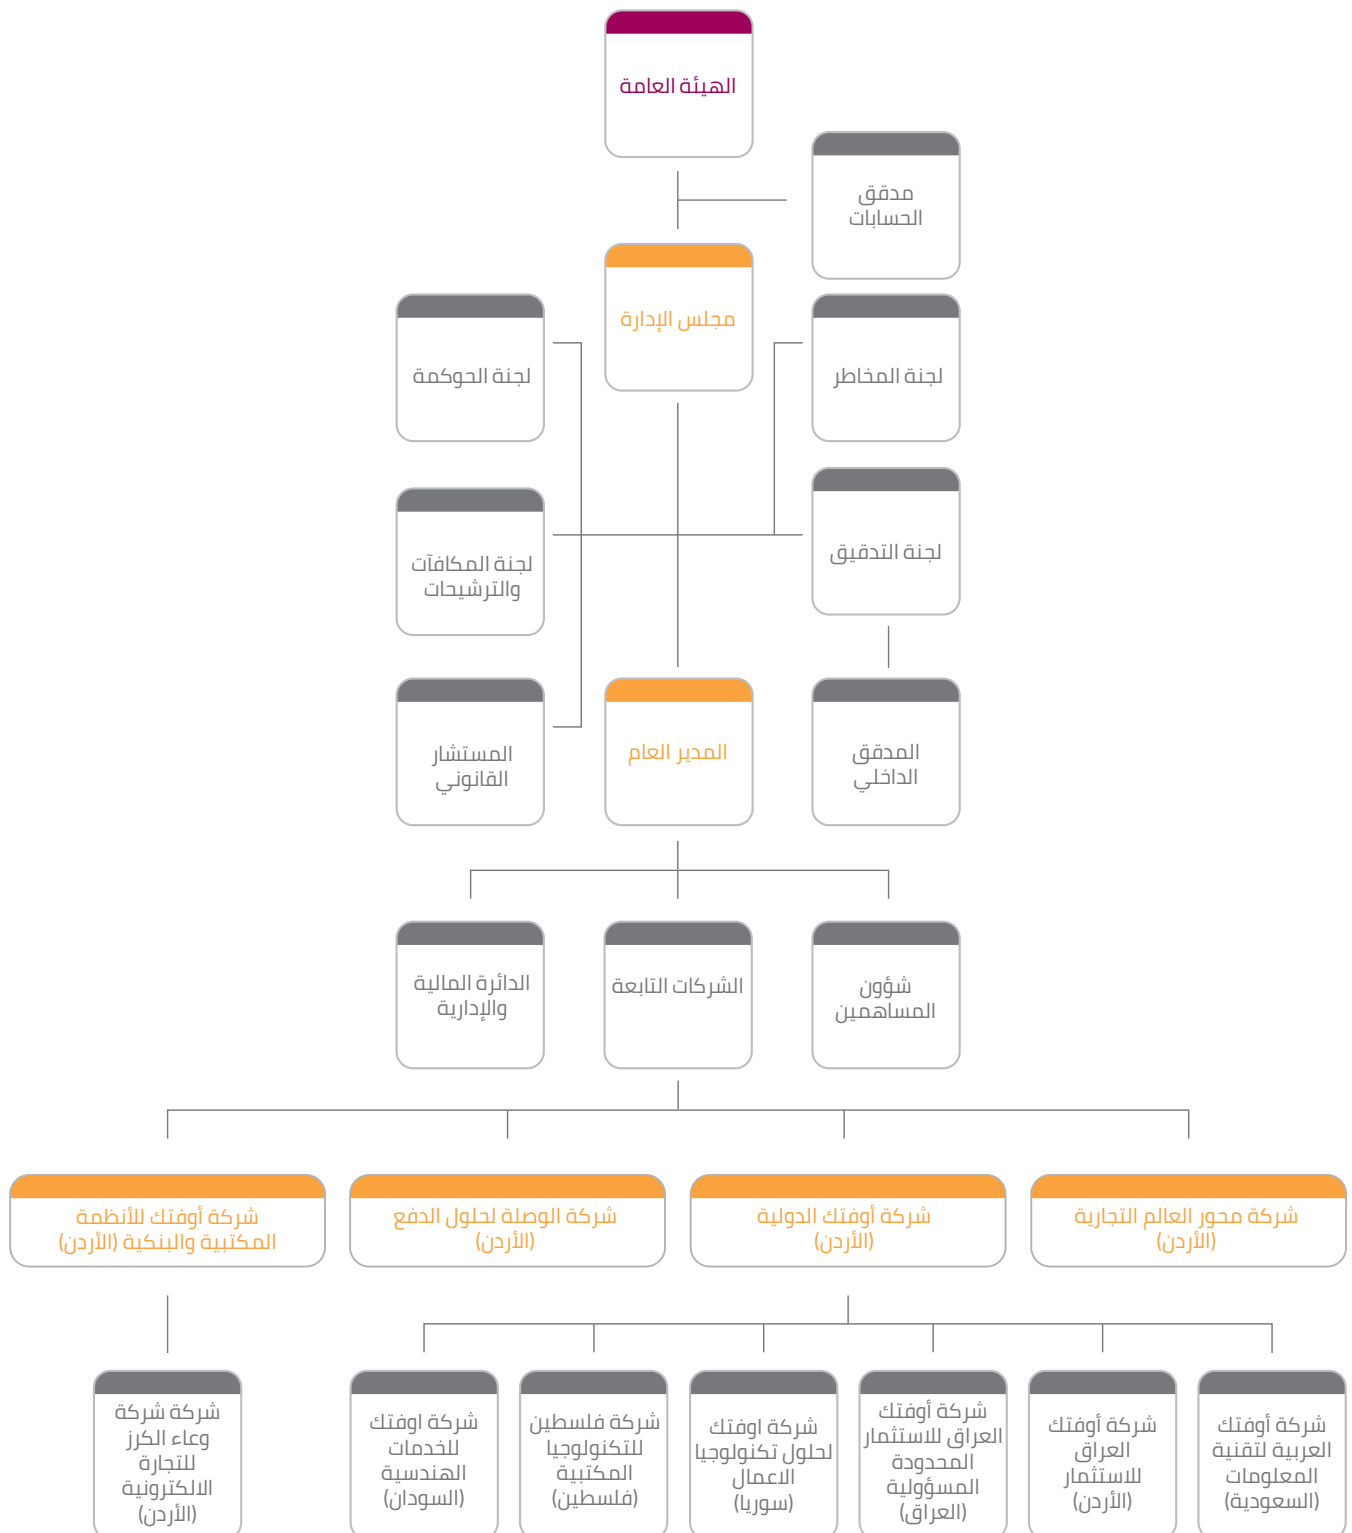 الهيئة العامة
مدقق
الحسابات
مجلس الإدارة
لجنة المخاطر
لجنة الحوكمة
لجنة التدقيق
لجنة المكافآت
والترشيحات
المدقق
الداخلي
المدير العام
المستشار
القانوني
شؤون
المساهمين
الشركات التابعة
الدائرة المالية
والإدارية
شركة محور العالم التجارية
(الأردن)
شركة أوفتك الدولية
(الأردن)
شركة الوصلة لحلول الدفع
(الأردن)
شركة أوفتك للأنظمة
المكتبية والبنكية (الأردن)
شركة أوفتك
العربية لتقنية
المعلومات
(السعودية)
شركة أوفتك
العراق
للاستثمار
(الأردن)
شركة أوفتك
العراق للاستثمار
المحدودة
المسؤولية
(العراق)
شركة اوفتك
لحلول تكنولوجيا
الاعمال
(سوريا)
شركة فلسطين
للتكنولوجيا
المكتبية
(فلسطين)
شركة اوفتك
للخدمات
الهندسية
(السودان)
شركة شركة
وعاء الكرز
للتجارة
الالكترونية
(الأردن)